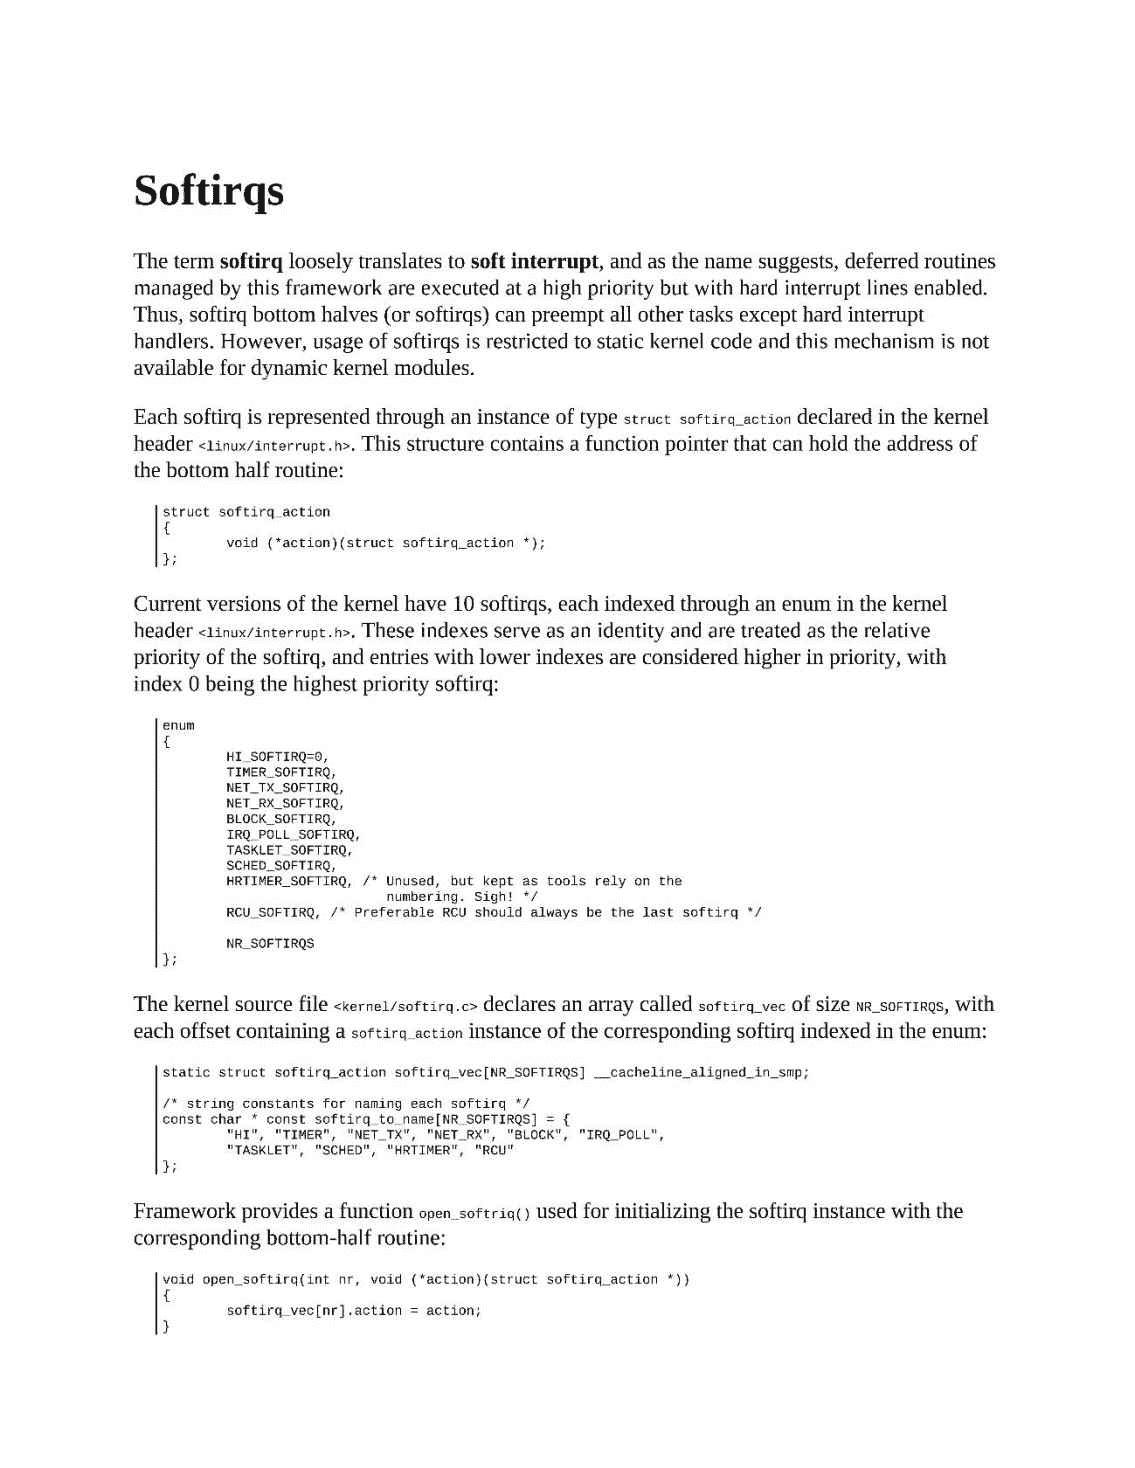 Softirqs
The term softirq loosely translates to soft interrupt, and as the name suggests, deferred routines
managed by this framework are executed at a high priority but with hard interrupt lines enabled.
Thus, softirq bottom halves (or softirqs) can preempt all other tasks except hard interrupt
handlers. However, usage of softirqs is restricted to static kernel code and this mechanism is not
available for dynamic kernel modules.
Each softirq is represented through an instance of type struct softirq_action declared in the kernel
header <linux/interrupt.h>. This structure contains a function pointer that can hold the address of
the bottom half routine:
struct softirq_action
{
        void (*action)(struct softirq_action *);
};
Current versions of the kernel have 10 softirqs, each indexed through an enum in the kernel
header <linux/interrupt.h>. These indexes serve as an identity and are treated as the relative
priority of the softirq, and entries with lower indexes are considered higher in priority, with
index 0 being the highest priority softirq:
enum
{
        HI_SOFTIRQ=0,
        TIMER_SOFTIRQ,
        NET_TX_SOFTIRQ,
        NET_RX_SOFTIRQ,
        BLOCK_SOFTIRQ,
        IRQ_POLL_SOFTIRQ,
        TASKLET_SOFTIRQ,
        SCHED_SOFTIRQ,
        HRTIMER_SOFTIRQ, /* Unused, but kept as tools rely on the
                            numbering. Sigh! */
        RCU_SOFTIRQ, /* Preferable RCU should always be the last softirq */
        NR_SOFTIRQS
};
The kernel source file <kernel/softirq.c> declares an array called softirq_vec of size NR_SOFTIRQS, with
each offset containing a softirq_action instance of the corresponding softirq indexed in the enum:
static struct softirq_action softirq_vec[NR_SOFTIRQS] __cacheline_aligned_in_smp;
/* string constants for naming each softirq */
const char * const softirq_to_name[NR_SOFTIRQS] = {
        "HI", "TIMER", "NET_TX", "NET_RX", "BLOCK", "IRQ_POLL",
        "TASKLET", "SCHED", "HRTIMER", "RCU"
};
Framework provides a function open_softriq() used for initializing the softirq instance with the
corresponding bottom-half routine:
void open_softirq(int nr, void (*action)(struct softirq_action *))
{
        softirq_vec[nr].action = action;
}